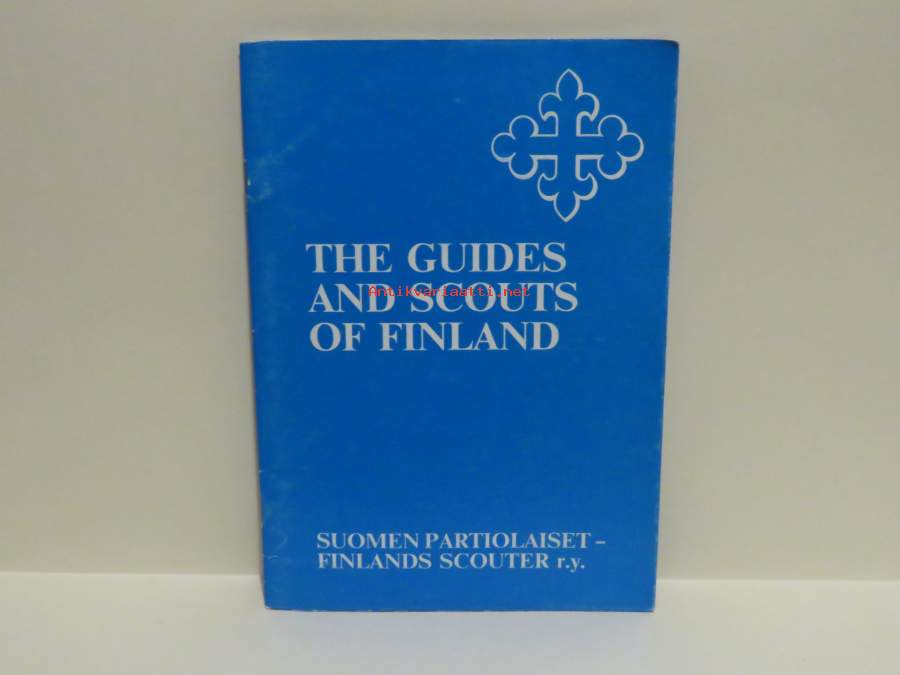 THE GUIDES
Antikvariaatti.net
AND SCOUTS
OF FINLAND
SUOMEN PARTIOLAISET –
FINLANDS SCOUTER r.y.